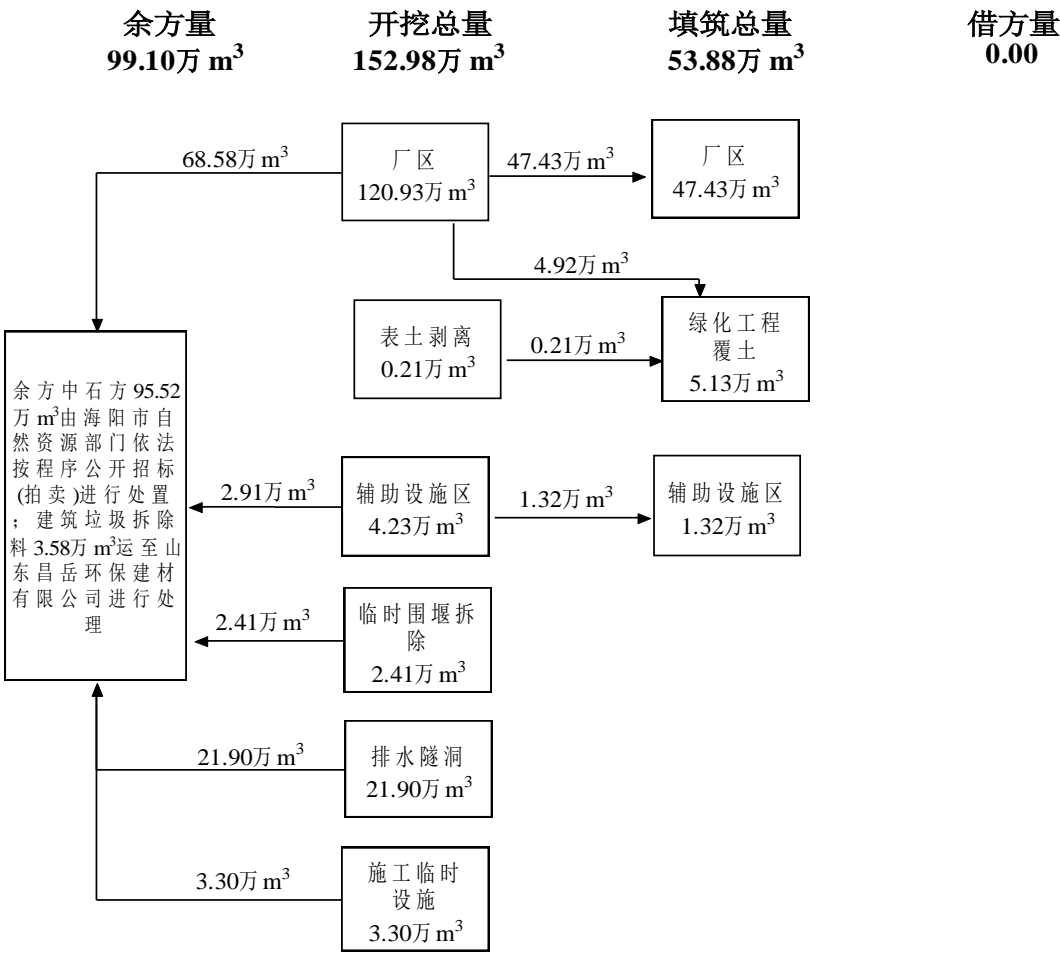 余方量
99.10万 m³
开挖总量
152.98万 m³
填筑总量
53.88万 m³
借方量
0.00
68.58万 m³
厂区
120.93万 m³
47.43万 m³
厂区
47.43万 m³
4.92万 m³
表土剥离
0.21万 m³
0.21万 m³
绿化工程
覆土
5.13万 m³
余方中石方95.52
万 m³由海阳市自
然资源部门依法
按程序公开招标
(拍卖)进行处置
；建筑垃圾拆除
料3.58万 m³运至山
东昌岳环保建材
有限公司进行处
理
2.91万 m³
辅助设施区
4.23万 m³
1.32万 m³
辅助设施区
1.32万 m³
2.41万 m³
临时围堰拆
除
2.41万 m³
21.90万 m³
排水隧洞
21.90万 m³
3.30万 m³
施工临时
设施
3.30万 m³